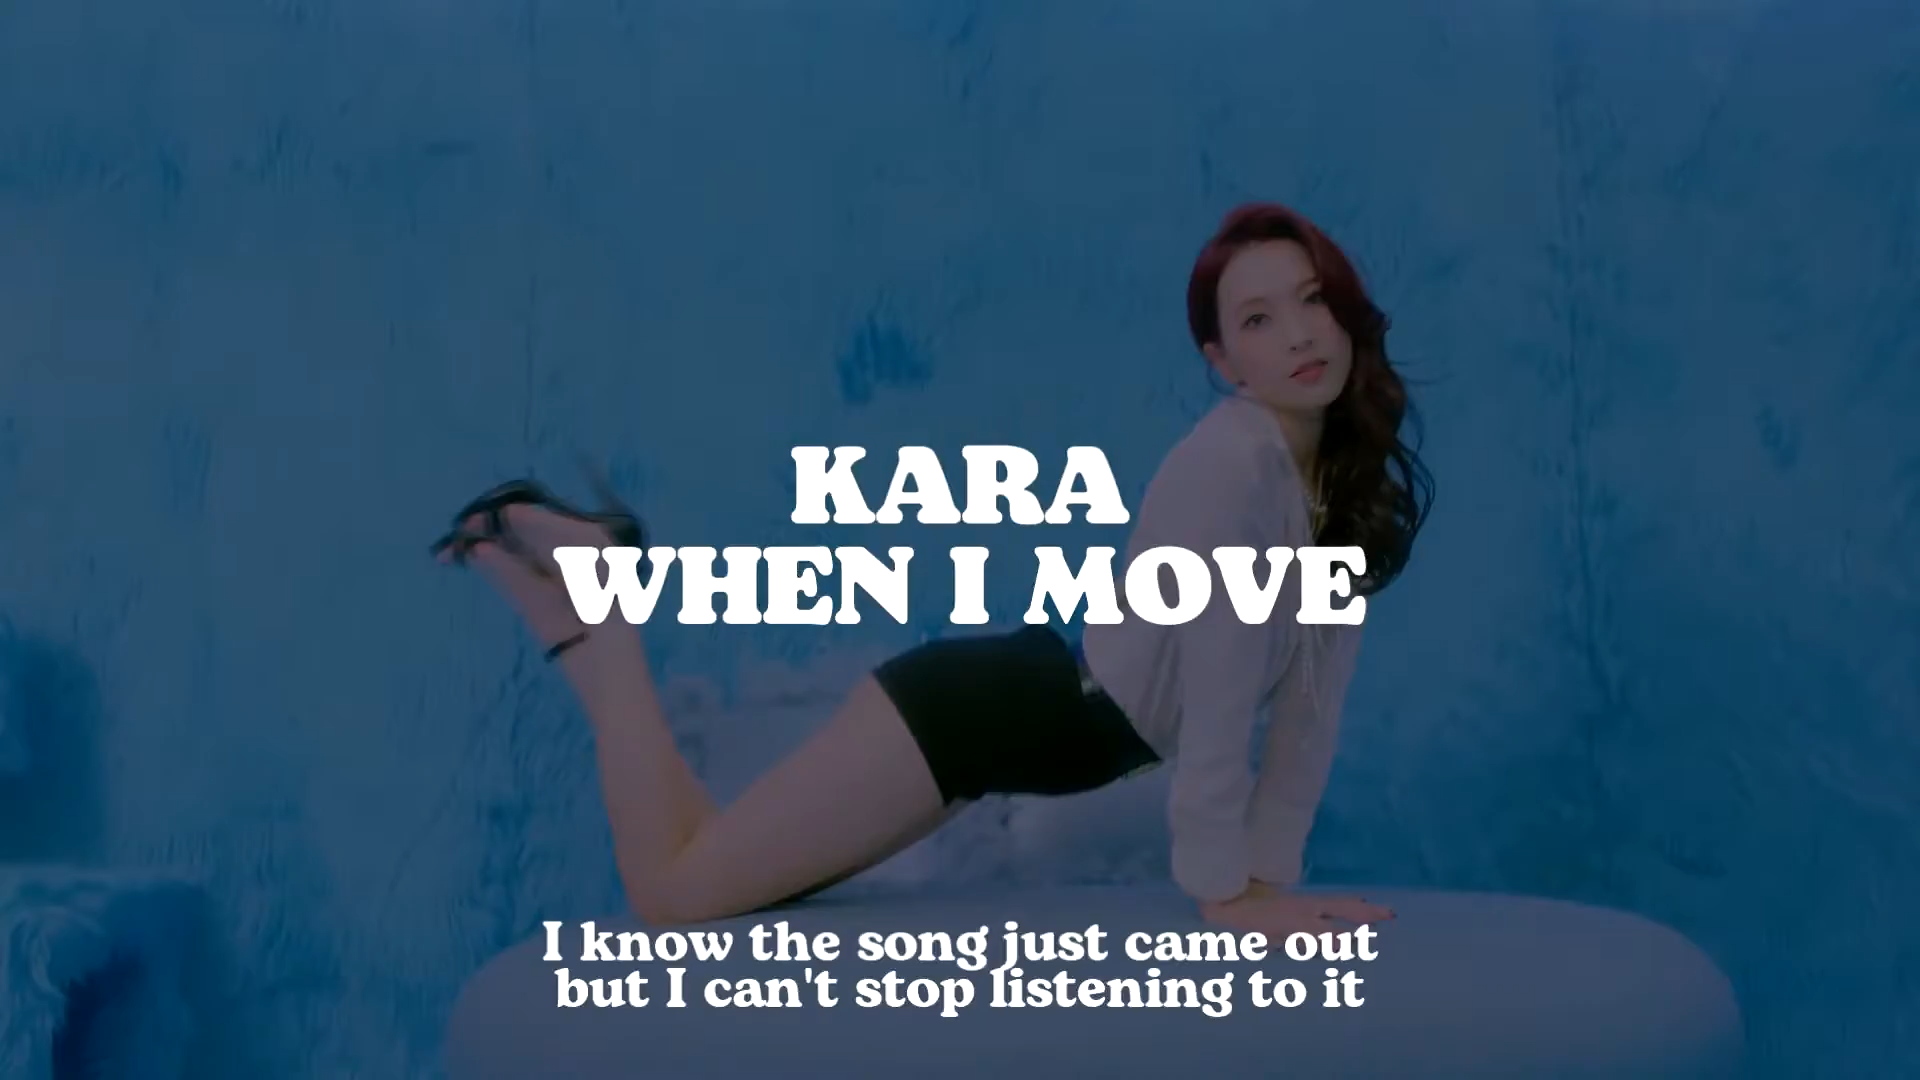 KARA
WHEN I MOVE
I know the song just came out
but I can't stop listening to it